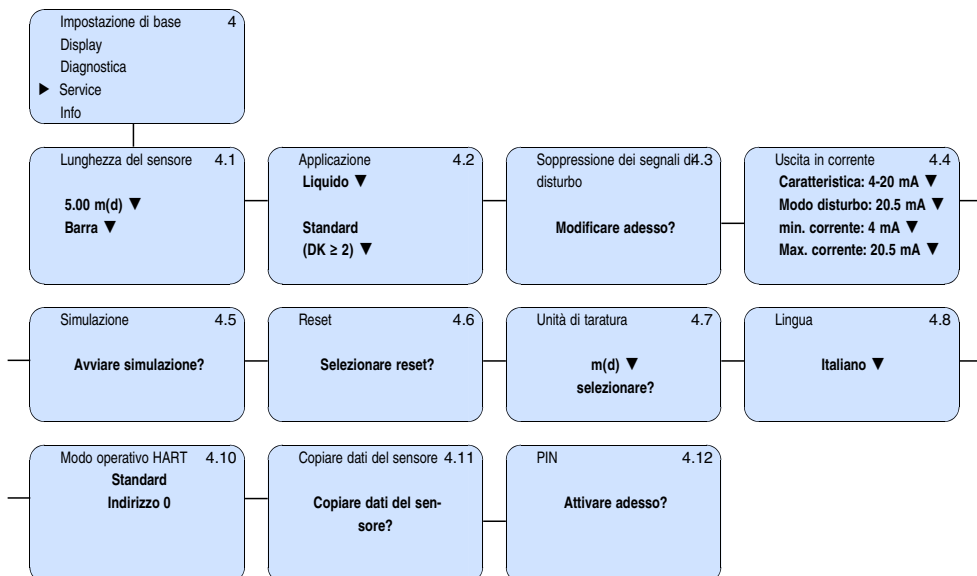 Impostazione di base 4
Display
Diagnostica
▶ Service
Info
Lunghezza del sensore 4.1
5.00 m(d) ▼
Barra ▼
Applicazione 4.2
Liquido ▼
Standard
(DK ≥ 2) ▼
Soppressione dei segnali di 4.3
disturbo
Modificare adesso?
Uscita in corrente 4.4
Caratteristica: 4-20 mA ▼
Modo disturbo: 20.5 mA ▼
min. corrente: 4 mA ▼
Max. corrente: 20.5 mA ▼
Simulazione 4.5
Avviare simulazione?
Reset 4.6
Selezionare reset?
Unità di taratura 4.7
m(d) ▼
selezionare?
Lingua 4.8
Italiano ▼
Modo operativo HART 4.10
Standard
Indirizzo 0
Copiare dati del sensore 4.11
Copiare dati del sen-
sore?
PIN 4.12
Attivare adesso?